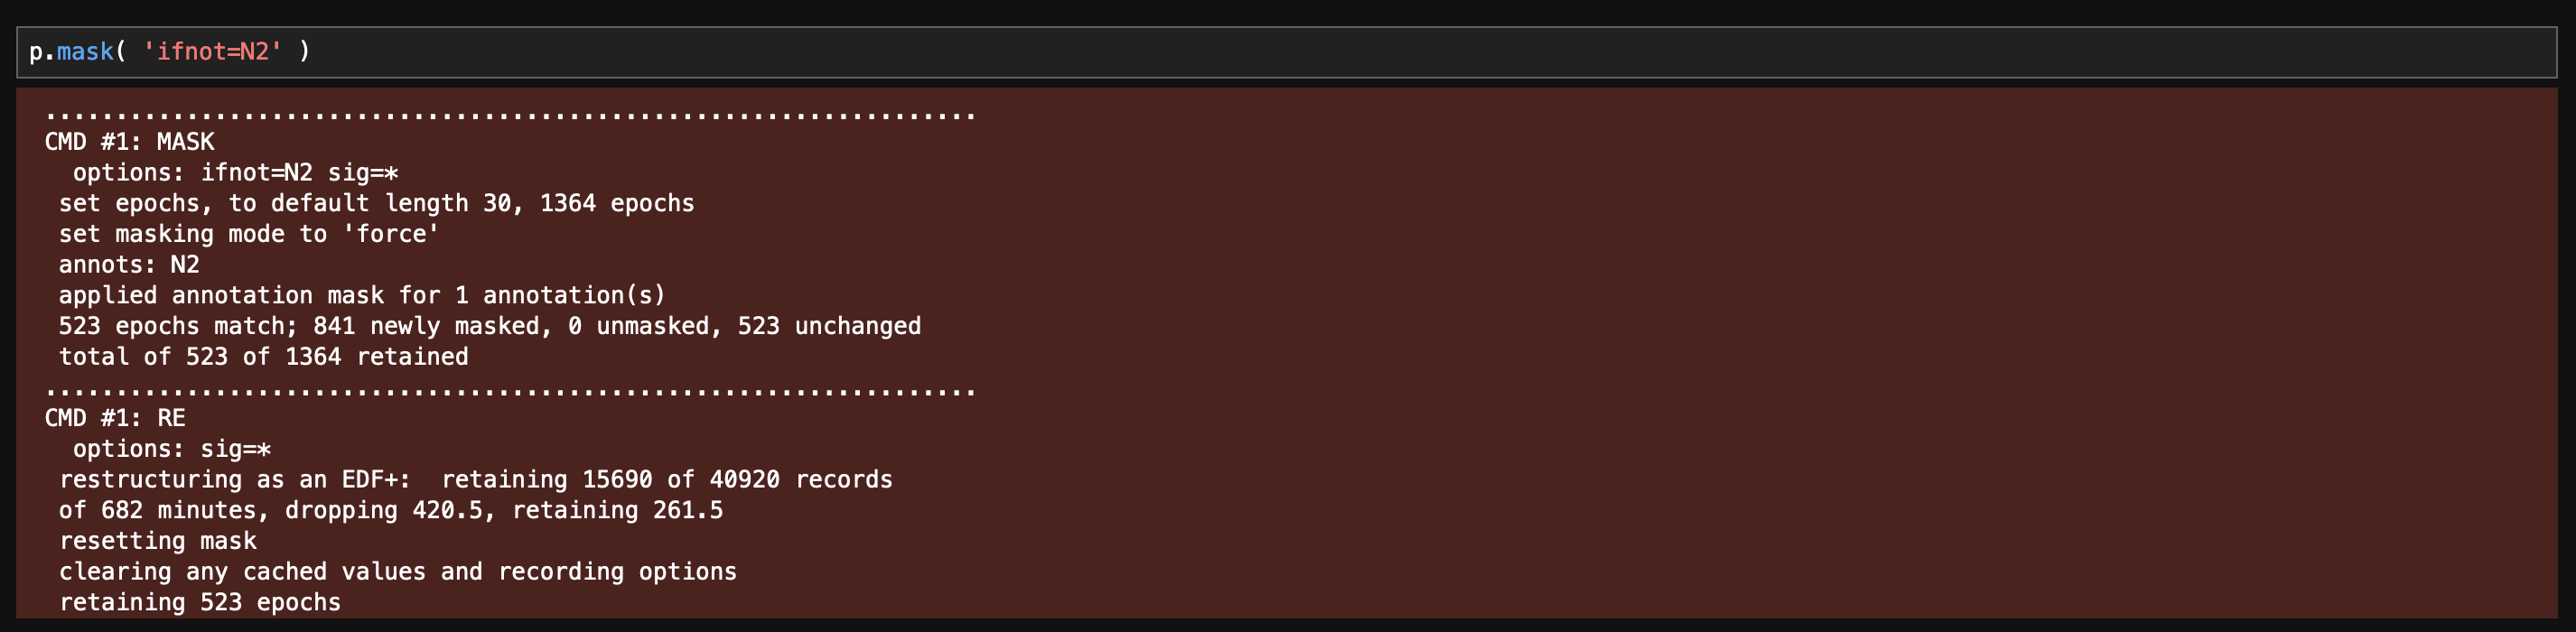 p.mask( 'ifnot=N2' )
..................................................................
CMD #1: MASK
options: ifnot=N2 sig=*
set epochs, to default length 30, 1364 epochs
set masking mode to 'force'
annots: N2
applied annotation mask for 1 annotation(s)
523 epochs match; 841 newly masked, 0 unmasked, 523 unchanged
total of 523 of 1364 retained
..................................................................
CMD #1: RE
options: sig=*
restructuring as an EDF+:  retaining 15690 of 40920 records
of 682 minutes, dropping 420.5, retaining 261.5
resetting mask
clearing any cached values and recording options
retaining 523 epochs